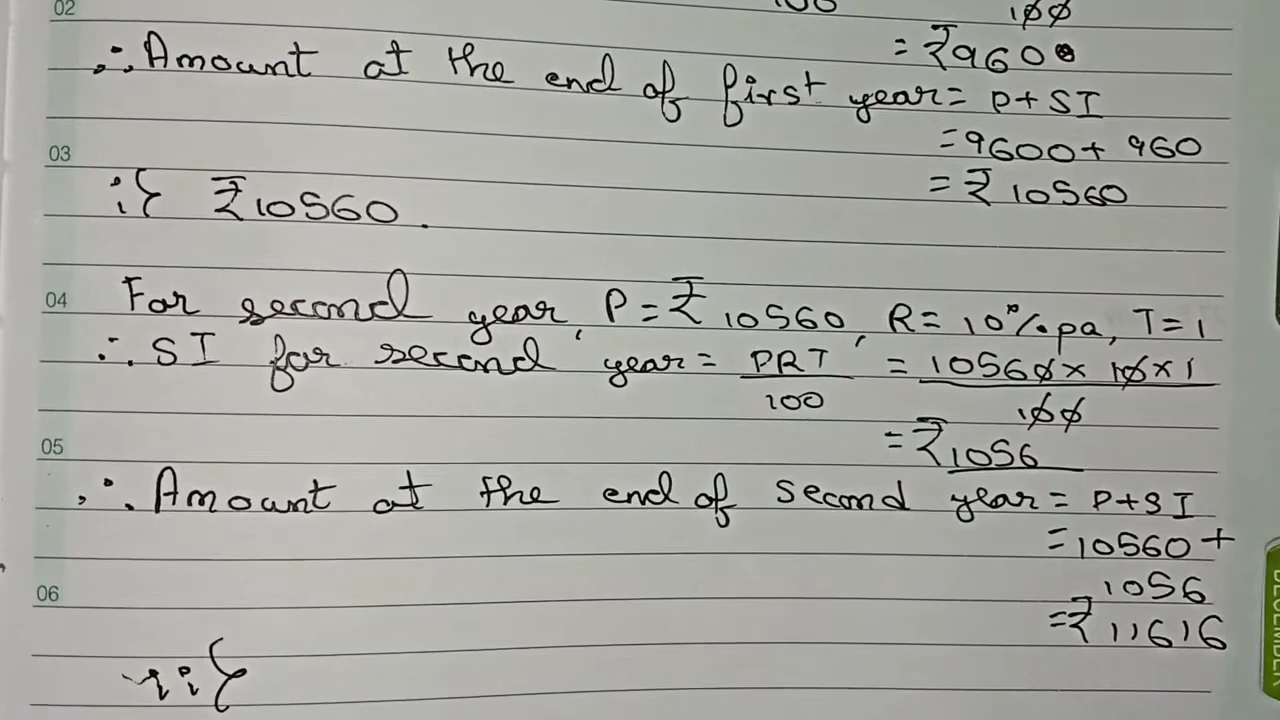 02
100 100
= ₹960
∴ Amount at the end of first year = P + SI
= 9600 + 960
03
= ₹10560
i} ₹10560.
04 For second year, P = ₹10560, R = 10% pa, T = 1
∴ SI for second year = PRT/100 = 10560 × 10 × 1/100
05
= ₹1056
∴ Amount at the end of second year = P + SI
= 10560 +
1056
06
= ₹11616
ii}
DECEMBER